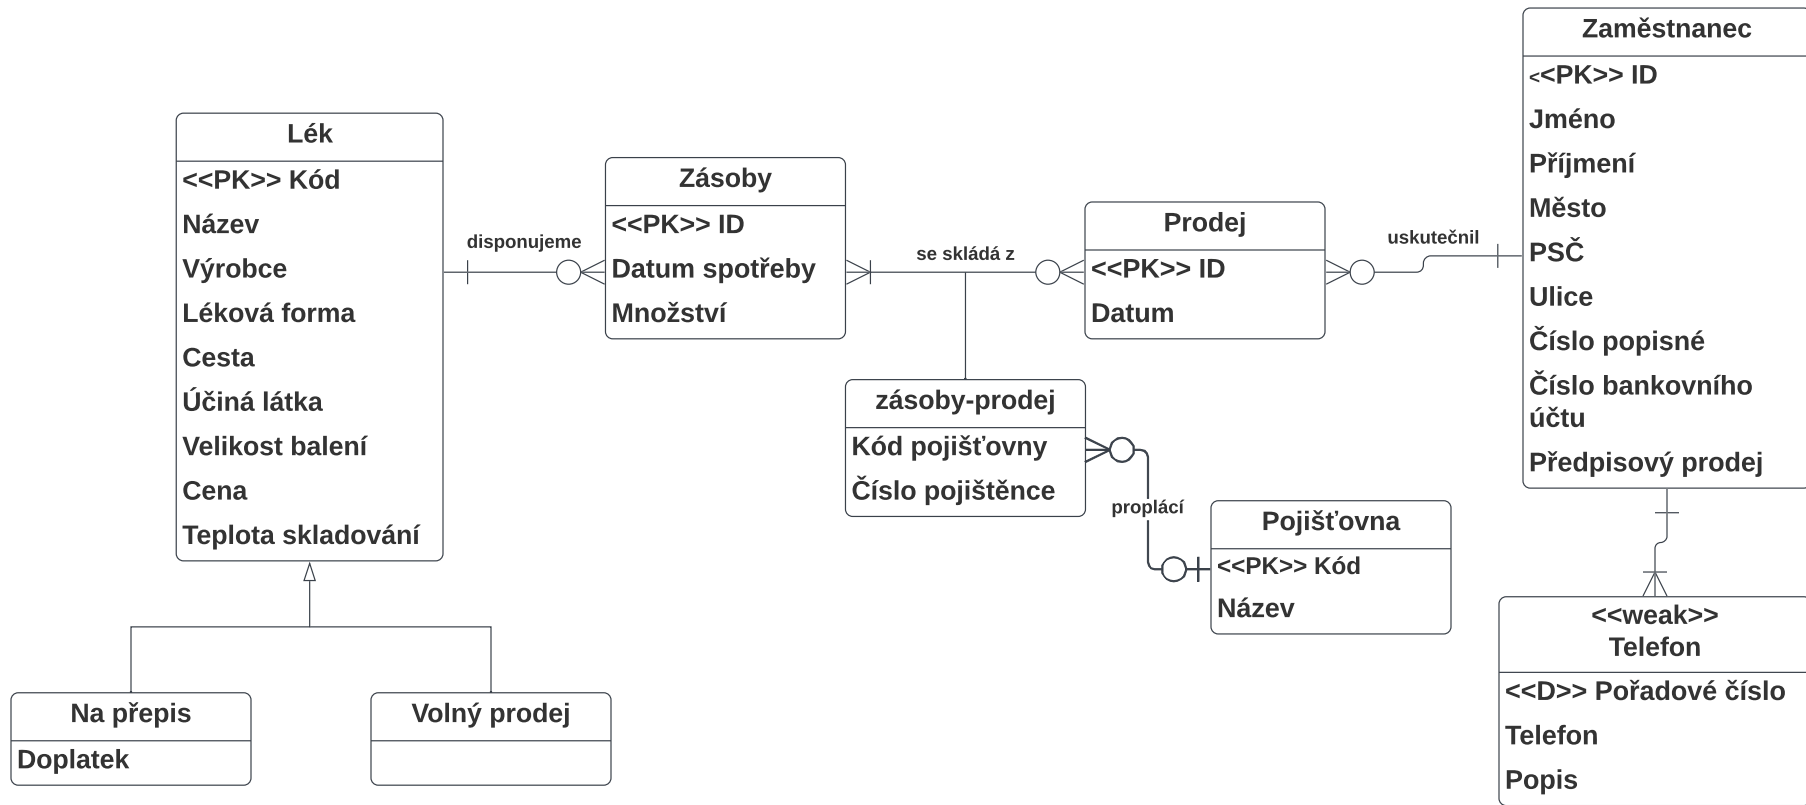 Zaměstnanec
<<PK>> ID
Jméno
Příjmení
Město
PSČ
Ulice
Číslo popisné
Číslo bankovního
účtu
Předpisový prodej
Lék
<<PK>> Kód
Název
Výrobce
Léková forma
Cesta
Účiná látka
Velikost balení
Cena
Teplota skladování
disponujeme
Zásoby
<<PK>> ID
Datum spotřeby
Množství
se skládá z
Prodej
<<PK>> ID
Datum
uskutečnil
zásoby-prodej
Kód pojišťovny
Číslo pojištěnce
proplácí
Pojišťovna
<<PK>> Kód
Název
<<weak>>
Telefon
<<D>> Pořadové číslo
Telefon
Popis
Na přepis
Doplatek
Volný prodej